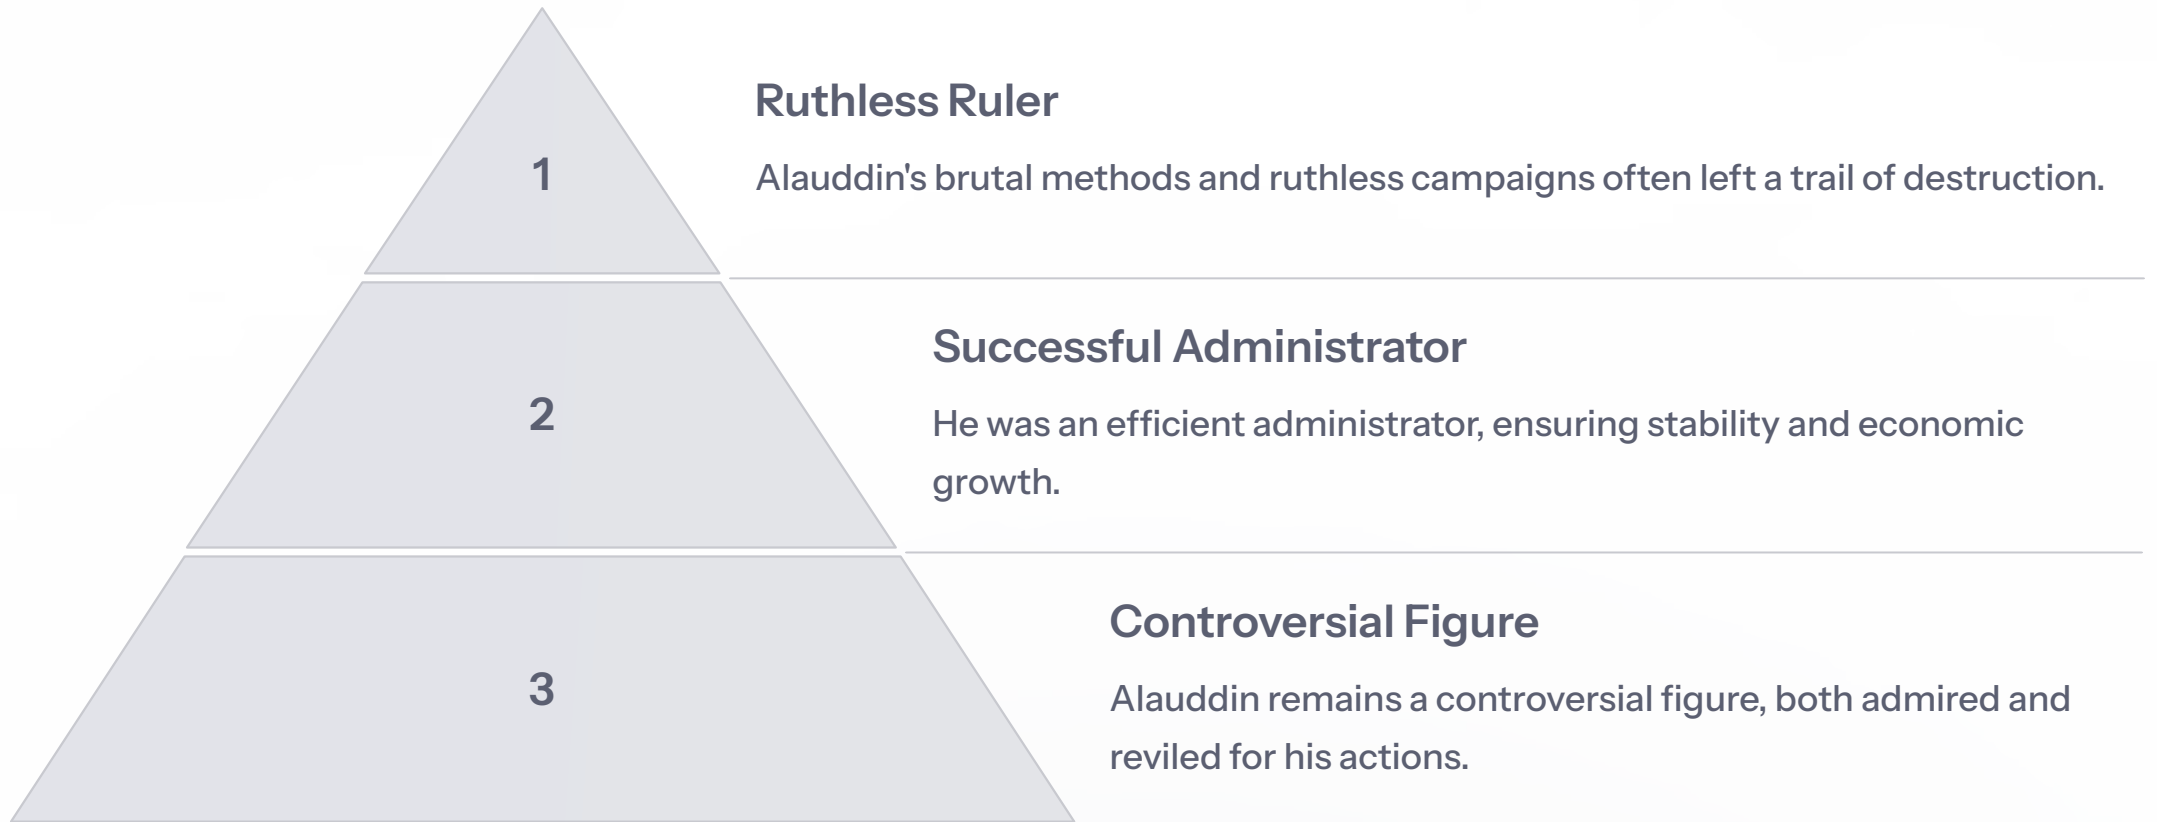 1
Ruthless Ruler
Alauddin's brutal methods and ruthless campaigns often left a trail of destruction.
2
Successful Administrator
He was an efficient administrator, ensuring stability and economic
growth.
3
Controversial Figure
Alauddin remains a controversial figure, both admired and
reviled for his actions.